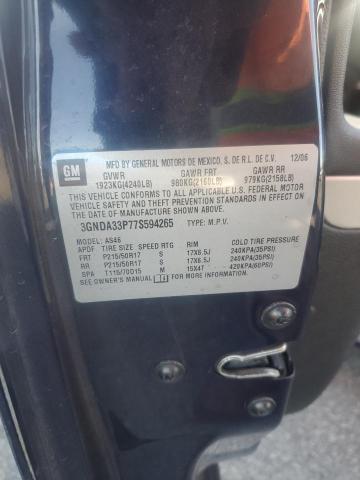 GM
MFD BY GENERAL MOTORS DE MEXICO, S. DE R.L. DE C.V. 12/06
GVWR GAWR FRT GAWR RR
1923KG(4240LB) 980KG(2160LB) 979KG(2158LB)
THIS VEHICLE CONFORMS TO ALL APPLICABLE U.S. FEDERAL MOTOR
VEHICLE SAFETY AND THEFT PREVENTION STANDARDS IN EFFECT ON
THE DATE OF MANUFACTURE SHOWN ABOVE.
3GNDA33P77S594265 TYPE: M.P.V.
MODEL: AS46
APDF TIRE SIZE SPEED RTG RIM COLD TIRE PRESSURE
FRT P215/50R17 S 17X6.5J 240KPA(35PSI)
RR P215/50R17 S 17X6.5J 240KPA(35PSI)
SPA T115/70D15 M 15X4T 420KPA(60PSI)
SEE OWNER'S MANUAL FOR ADDITIONAL INFORMATION